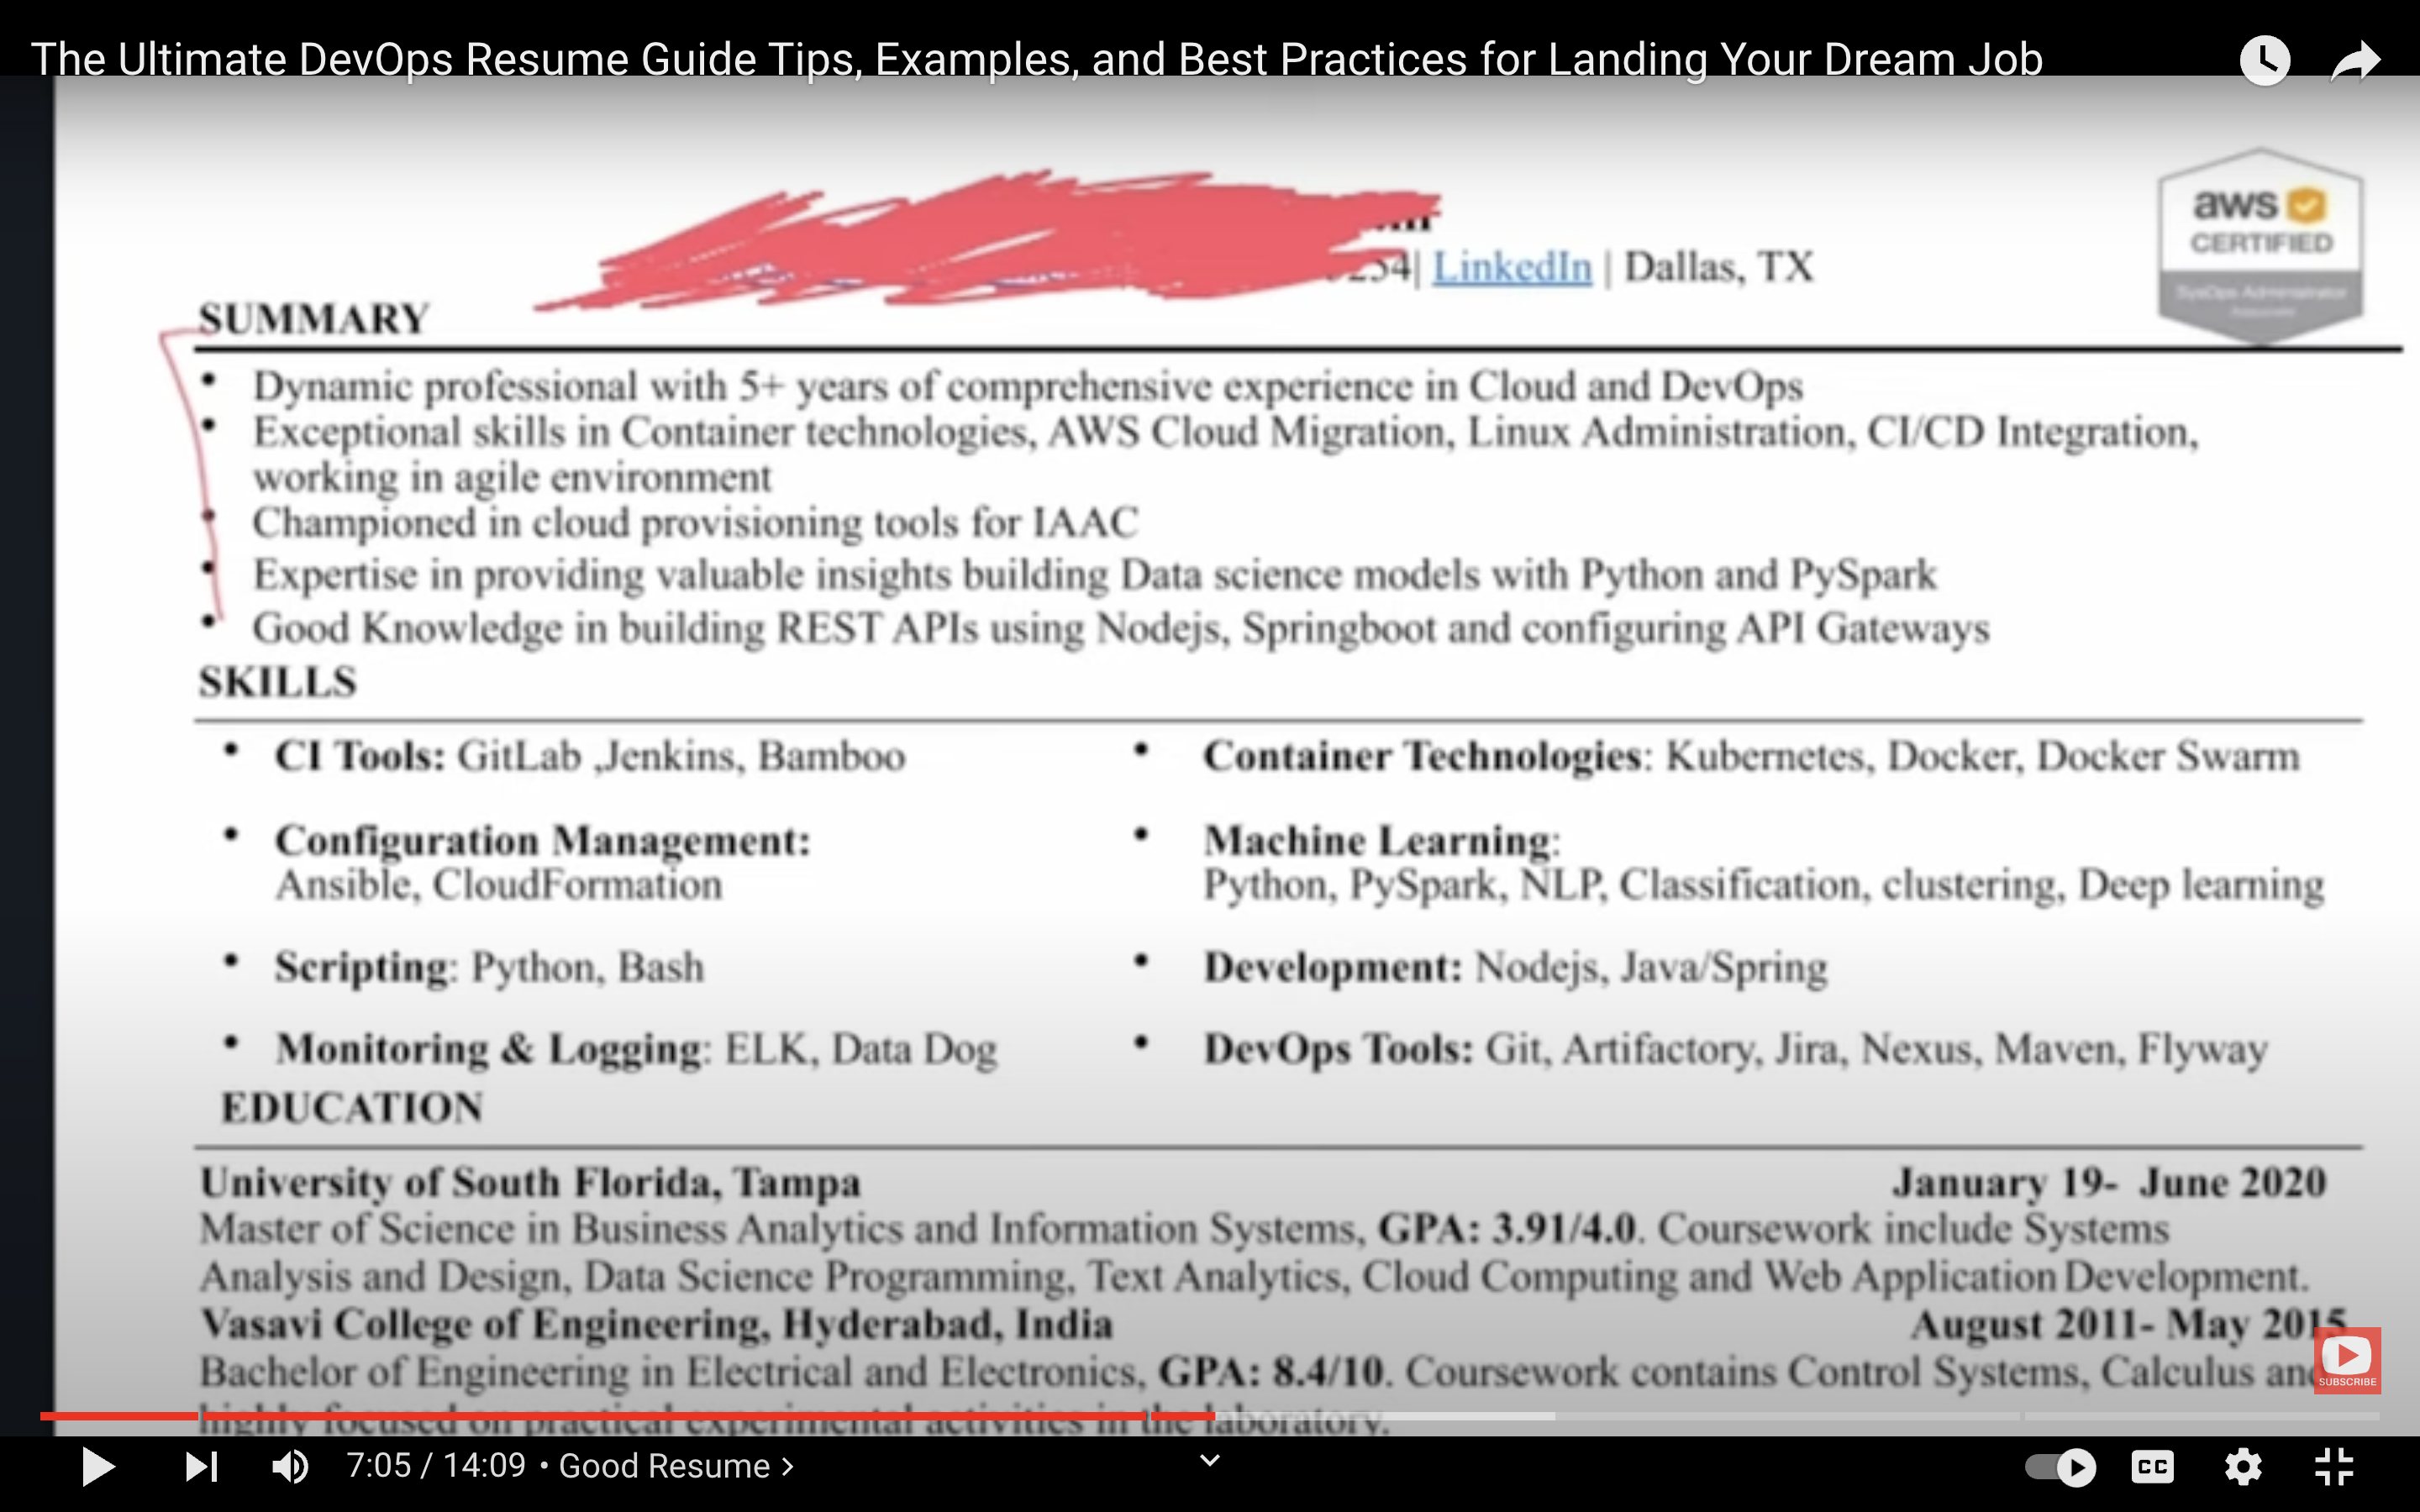 The Ultimate DevOps Resume Guide Tips, Examples, and Best Practices for Landing Your Dream Job
aws
CERTIFIED
SysOps Administrator
Associate
254| LinkedIn | Dallas, TX
SUMMARY
• Dynamic professional with 5+ years of comprehensive experience in Cloud and DevOps
• Exceptional skills in Container technologies, AWS Cloud Migration, Linux Administration, CI/CD Integration,
working in agile environment
• Championed in cloud provisioning tools for IAAC
• Expertise in providing valuable insights building Data science models with Python and PySpark
• Good Knowledge in building REST APIs using Nodejs, Springboot and configuring API Gateways
SKILLS
• CI Tools: GitLab ,Jenkins, Bamboo
• Container Technologies: Kubernetes, Docker, Docker Swarm
• Configuration Management:
Ansible, CloudFormation
• Machine Learning:
Python, PySpark, NLP, Classification, clustering, Deep learning
• Scripting: Python, Bash
• Development: Nodejs, Java/Spring
• Monitoring & Logging: ELK, Data Dog
• DevOps Tools: Git, Artifactory, Jira, Nexus, Maven, Flyway
EDUCATION
University of South Florida, Tampa January 19- June 2020
Master of Science in Business Analytics and Information Systems, GPA: 3.91/4.0. Coursework include Systems
Analysis and Design, Data Science Programming, Text Analytics, Cloud Computing and Web Application Development.
Vasavi College of Engineering, Hyderabad, India August 2011- May 2015
Bachelor of Engineering in Electrical and Electronics, GPA: 8.4/10. Coursework contains Control Systems, Calculus and
highly focused on practical experimental activities in the laboratory.
SUBSCRIBE
7:05 / 14:09 • Good Resume >
CC